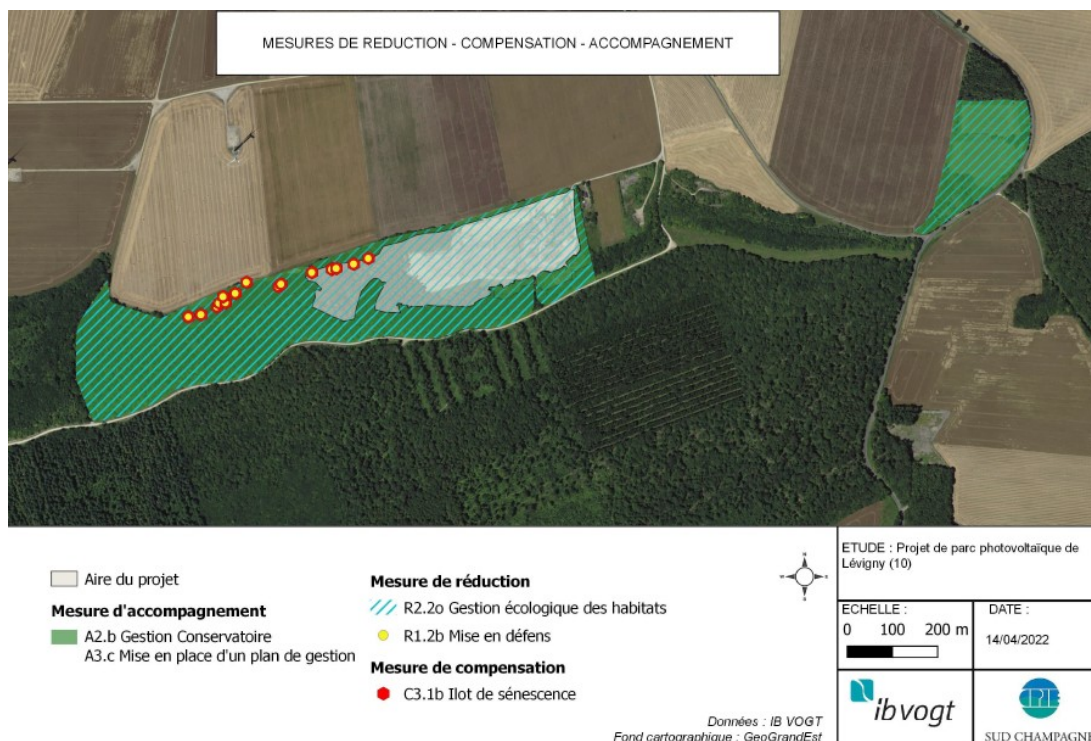 MESURES DE REDUCTION - COMPENSATION - ACCOMPAGNEMENT
Aire du projet
Mesure d'accompagnement
A2.b Gestion Conservatoire
A3.c Mise en place d'un plan de gestion
Mesure de réduction
R2.2o Gestion écologique des habitats
R1.2b Mise en défens
Mesure de compensation
C3.1b Ilot de sénescence
Données : IB VOGT
Fond cartographique : GeoGrandEst
N
W E
S
ETUDE : Projet de parc photovoltaïque de
Lévigny (10)
ECHELLE :
0 100 200 m
DATE :
14/04/2022
ib vogt
CPIE
SUD CHAMPAGNE